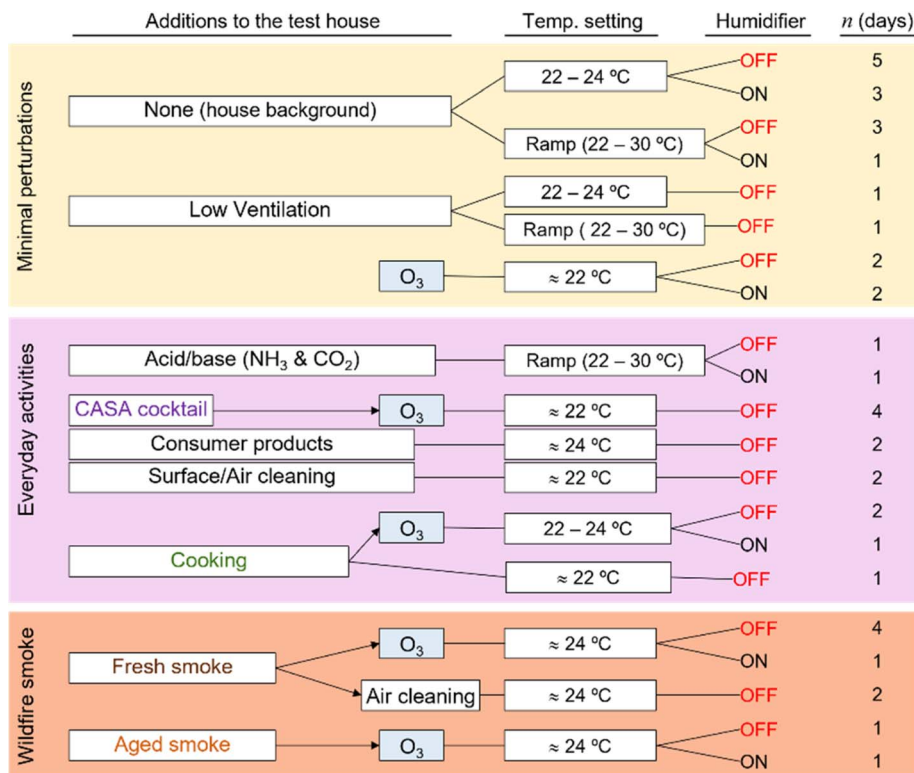 Additions to the test house Temp. setting Humidifier n (days)
Minimal perturbations
22 – 24 ºC OFF 5
None (house background) ON 3
Ramp (22 – 30 ºC) OFF 3
ON 1
Low Ventilation 22 – 24 ºC OFF 1
Ramp ( 22 – 30 ºC) OFF 1
O₃ ≈ 22 ºC OFF 2
ON 2
Everyday activities
Acid/base (NH₃ & CO₂) Ramp (22 – 30 ºC) OFF 1
ON 1
CASA cocktail O₃ ≈ 22 ºC OFF 4
Consumer products ≈ 24 ºC OFF 2
Surface/Air cleaning ≈ 22 ºC OFF 2
O₃ 22 – 24 ºC OFF 2
ON 1
Cooking ≈ 22 ºC OFF 1
Wildfire smoke
Fresh smoke O₃ ≈ 24 ºC OFF 4
ON 1
Air cleaning ≈ 24 ºC OFF 2
Aged smoke O₃ ≈ 24 ºC OFF 1
ON 1